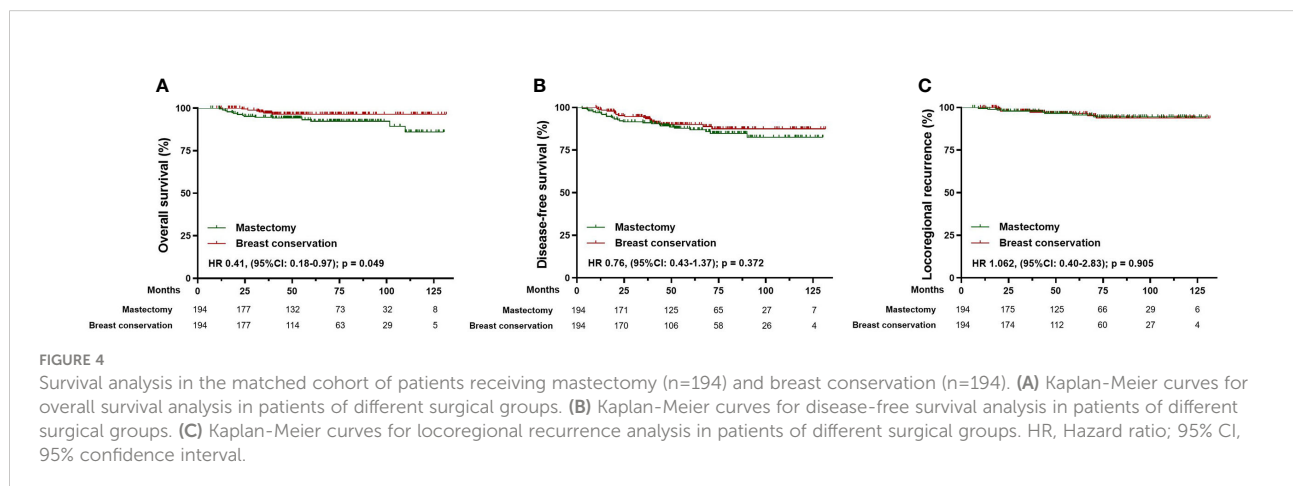 A
Overall survival (%)
100
75
50
25
0
Mastectomy
Breast conservation
HR 0.41, (95%CI: 0.18-0.97); p = 0.049
Months 0 25 50 75 100 125
Mastectomy 194 177 132 73 32 8
Breast conservation 194 177 114 63 29 5
B
Disease-free survival (%)
100
75
50
25
0
Mastectomy
Breast conservation
HR 0.76, (95%CI: 0.43-1.37); p = 0.372
Months 0 25 50 75 100 125
Mastectomy 194 171 125 65 27 7
Breast conservation 194 170 106 58 26 4
C
Locoregional recurrence (%)
100
75
50
25
0
Mastectomy
Breast conservation
HR 1.062, (95%CI: 0.40-2.83); p = 0.905
Months 0 25 50 75 100 125
Mastectomy 194 175 125 66 29 6
Breast conservation 194 174 112 60 27 4
FIGURE 4
Survival analysis in the matched cohort of patients receiving mastectomy (n=194) and breast conservation (n=194). (A) Kaplan-Meier curves for
overall survival analysis in patients of different surgical groups. (B) Kaplan-Meier curves for disease-free survival analysis in patients of different
surgical groups. (C) Kaplan-Meier curves for locoregional recurrence analysis in patients of different surgical groups. HR, Hazard ratio; 95% CI,
95% confidence interval.